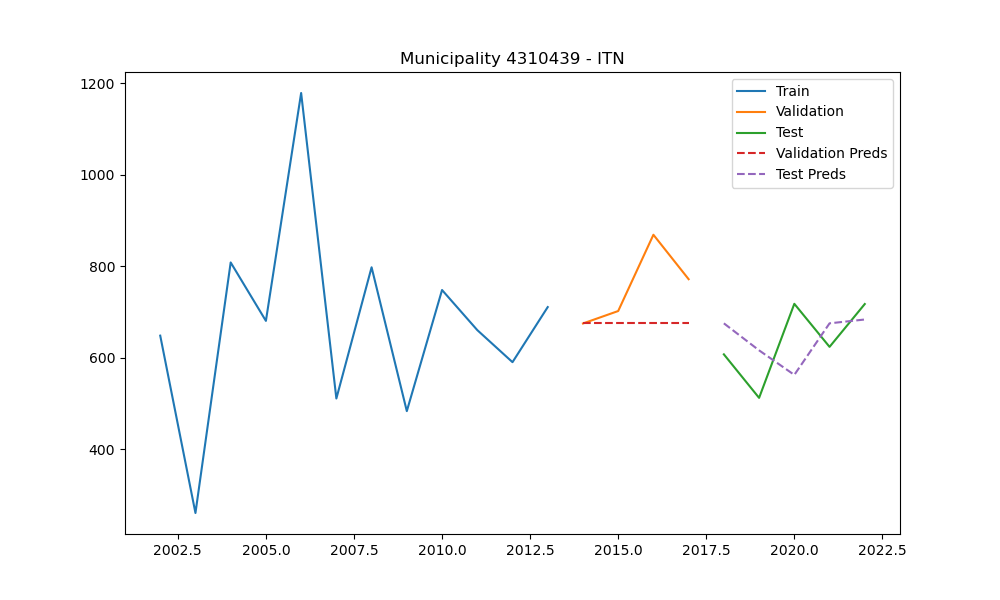 Municipality 4310439 - ITN
Train
Validation
Test
Validation Preds
Test Preds
1200
1000
800
600
400
2002.5 2005.0 2007.5 2010.0 2012.5 2015.0 2017.5 2020.0 2022.5